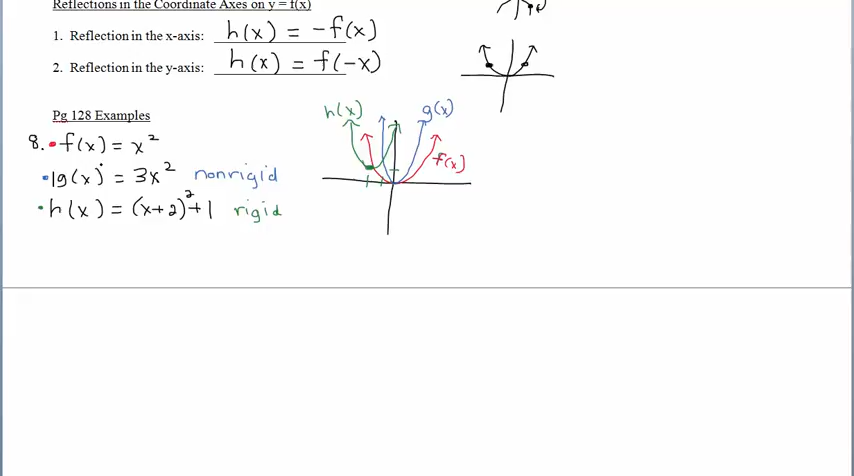 Reflections in the Coordinate Axes on y = f(x)
1. Reflection in the x-axis: h(x) = -f(x)
2. Reflection in the y-axis: h(x) = f(-x)
Pg 128 Examples
8. f(x) = x²
g(x) = 3x² nonrigid
h(x) = (x+2)² + 1 rigid
h(x)
g(x)
f(x)